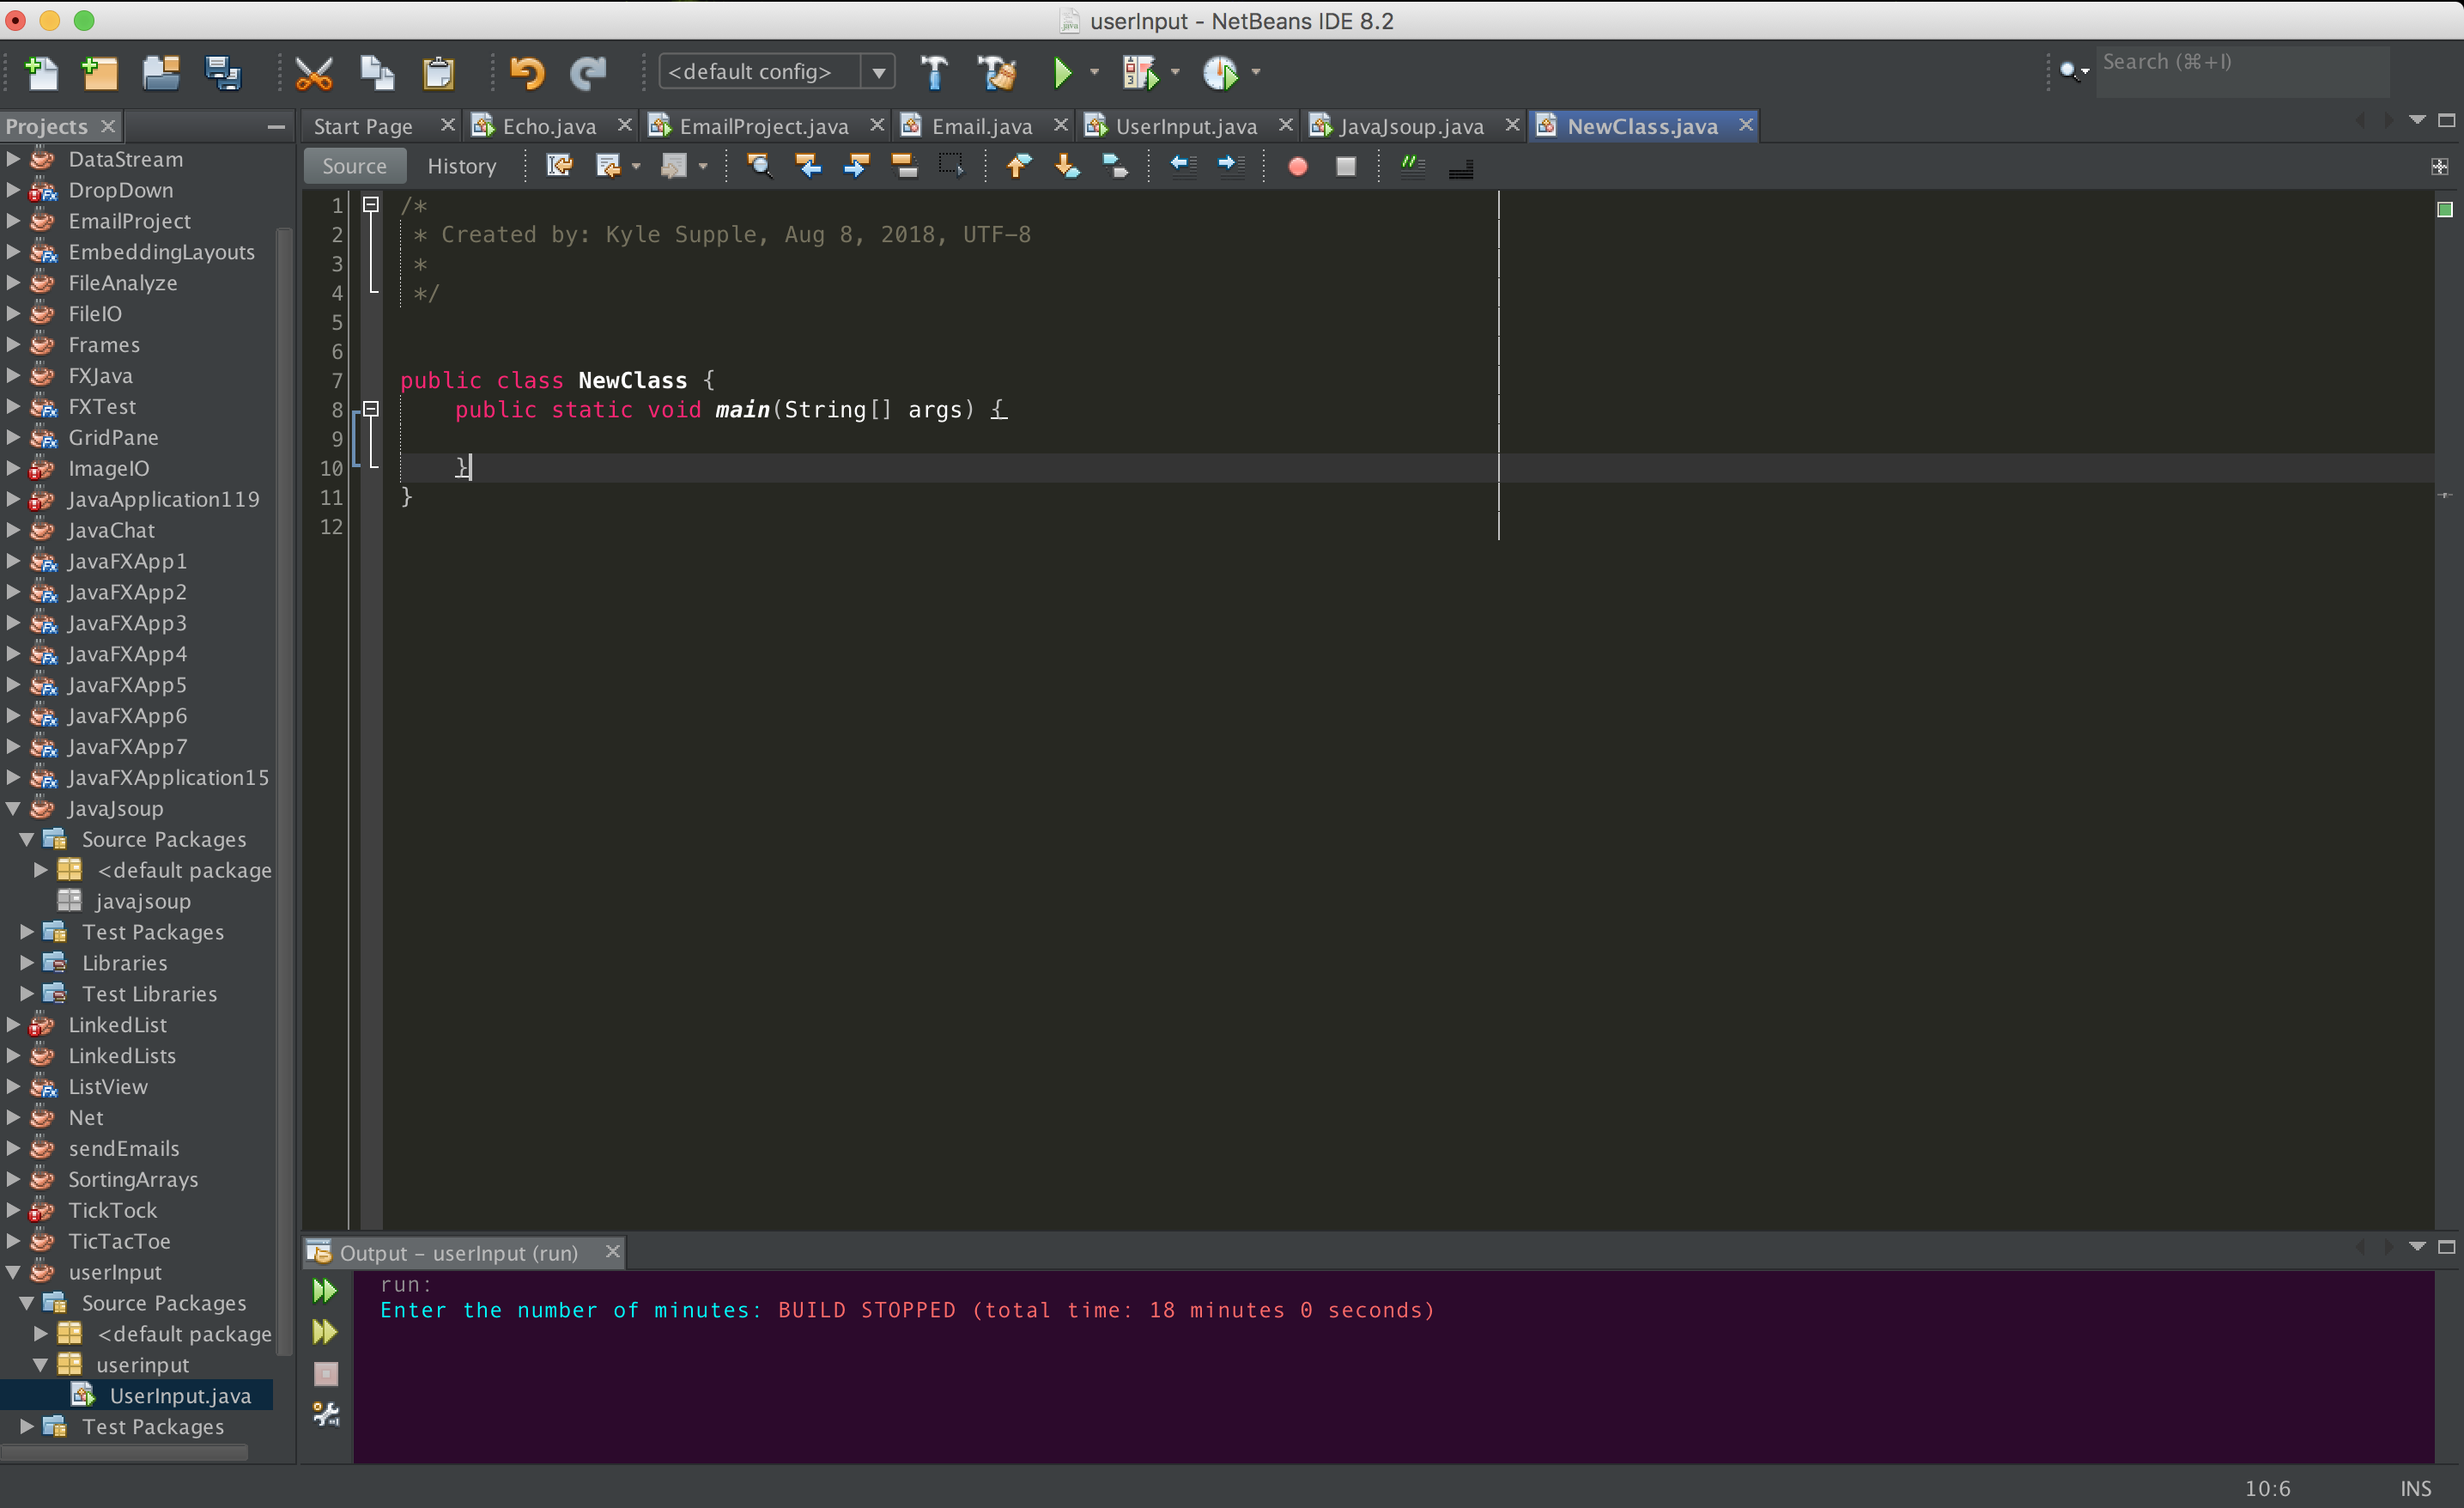 userInput - NetBeans IDE 8.2
<default config>
Search (⌘+I)
Projects
Start Page
Echo.java
EmailProject.java
Email.java
UserInput.java
JavaJsoup.java
NewClass.java
Source
History
DataStream
DropDown
EmailProject
EmbeddingLayouts
FileAnalyze
FileIO
Frames
FXJava
FXTest
GridPane
ImageIO
JavaApplication119
JavaChat
JavaFXApp1
JavaFXApp2
JavaFXApp3
JavaFXApp4
JavaFXApp5
JavaFXApp6
JavaFXApp7
JavaFXApplication15
JavaJsoup
Source Packages
<default package
javajsoup
Test Packages
Libraries
Test Libraries
LinkedList
LinkedLists
ListView
Net
sendEmails
SortingArrays
TickTock
TicTacToe
userInput
Source Packages
<default package
userinput
UserInput.java
Test Packages
1 /*
2 * Created by: Kyle Supple, Aug 8, 2018, UTF-8
3 *
4 */
5
6
7 public class NewClass {
8 public static void main(String[] args) {
9
10 }
11 }
12
Output - userInput (run)
run:
Enter the number of minutes: BUILD STOPPED (total time: 18 minutes 0 seconds)
10:6
INS